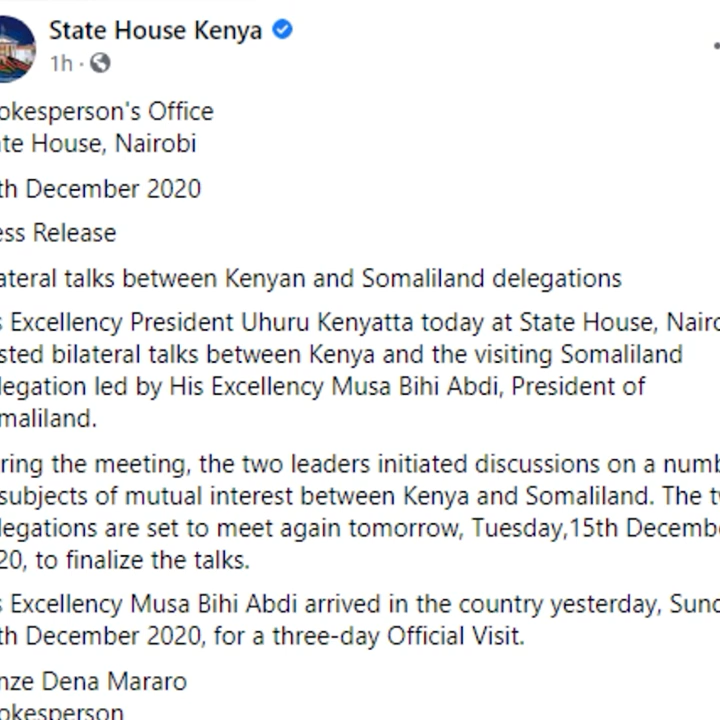 State House Kenya
1h
okesperson's Office
te House, Nairobi
th December 2020
ess Release
ateral talks between Kenyan and Somaliland delegations
s Excellency President Uhuru Kenyatta today at State House, Nairo
sted bilateral talks between Kenya and the visiting Somaliland
legation led by His Excellency Musa Bihi Abdi, President of
maliland.
ring the meeting, the two leaders initiated discussions on a numb
subjects of mutual interest between Kenya and Somaliland. The tw
legations are set to meet again tomorrow, Tuesday,15th Decembe
20, to finalize the talks.
s Excellency Musa Bihi Abdi arrived in the country yesterday, Sund
th December 2020, for a three-day Official Visit.
nze Dena Mararo
okesperson